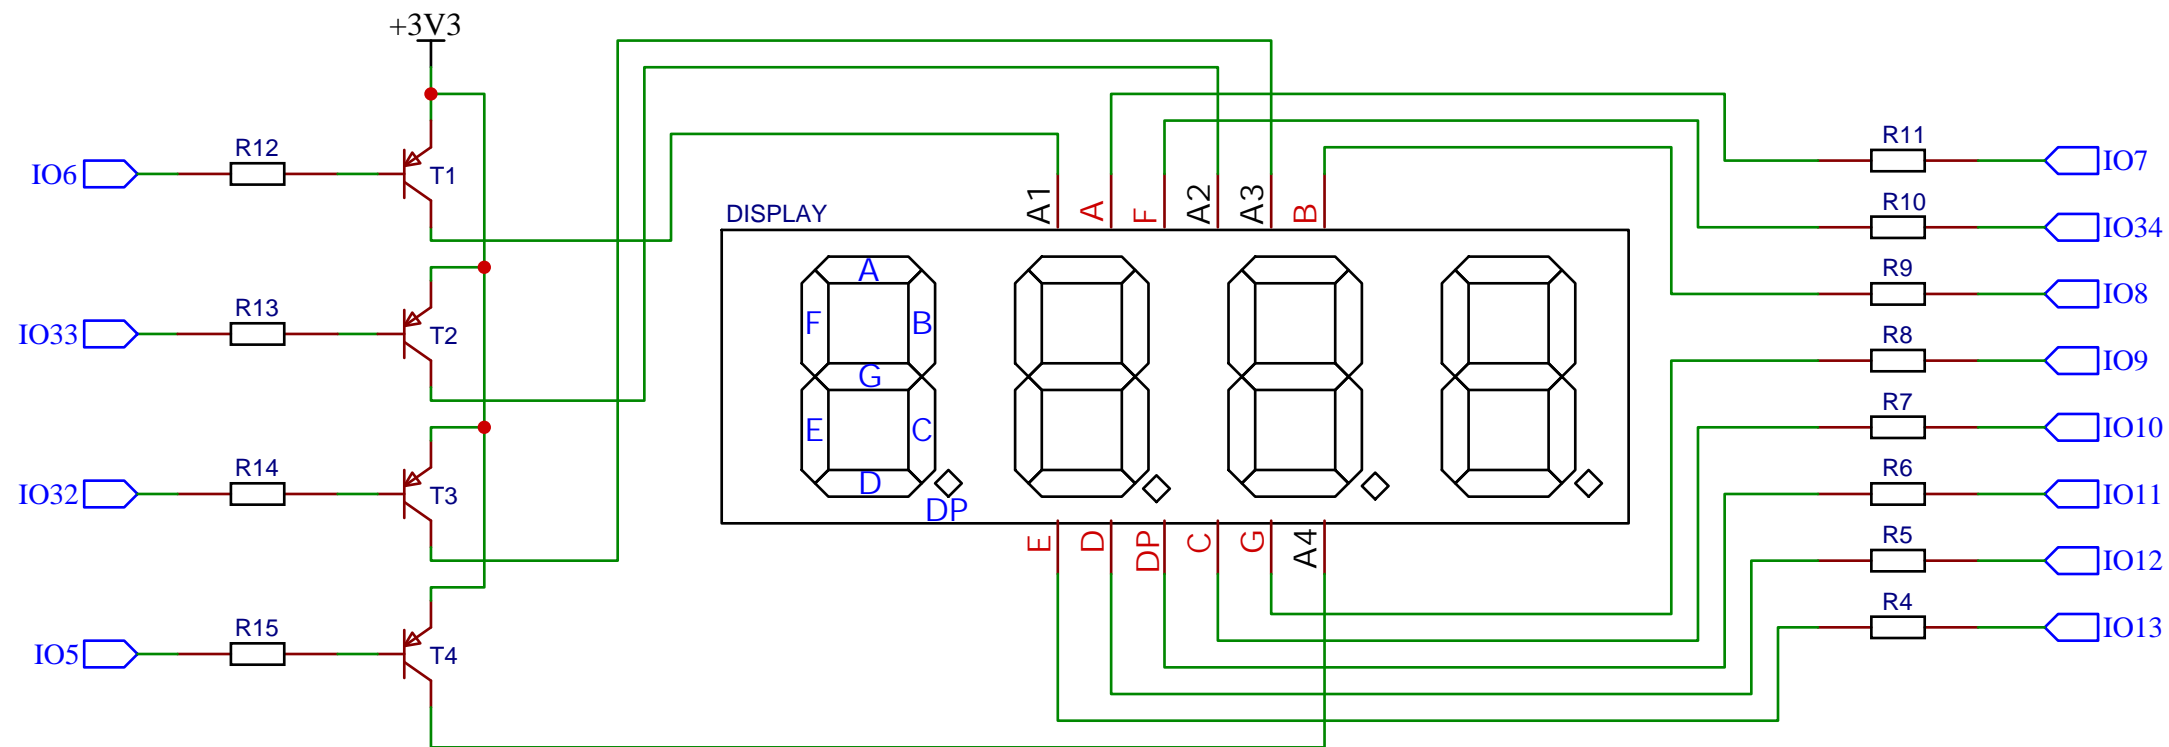 +3V3
IO6
R12
T1
IO33
R13
T2
IO32
R14
T3
IO5
R15
T4
DISPLAY
A1
A
F
A2
A3
B
A
F
B
G
E
C
D
DP
E
D
DP
C
G
A4
R11
IO7
R10
IO34
R9
IO8
R8
IO9
R7
IO10
R6
IO11
R5
IO12
R4
IO13